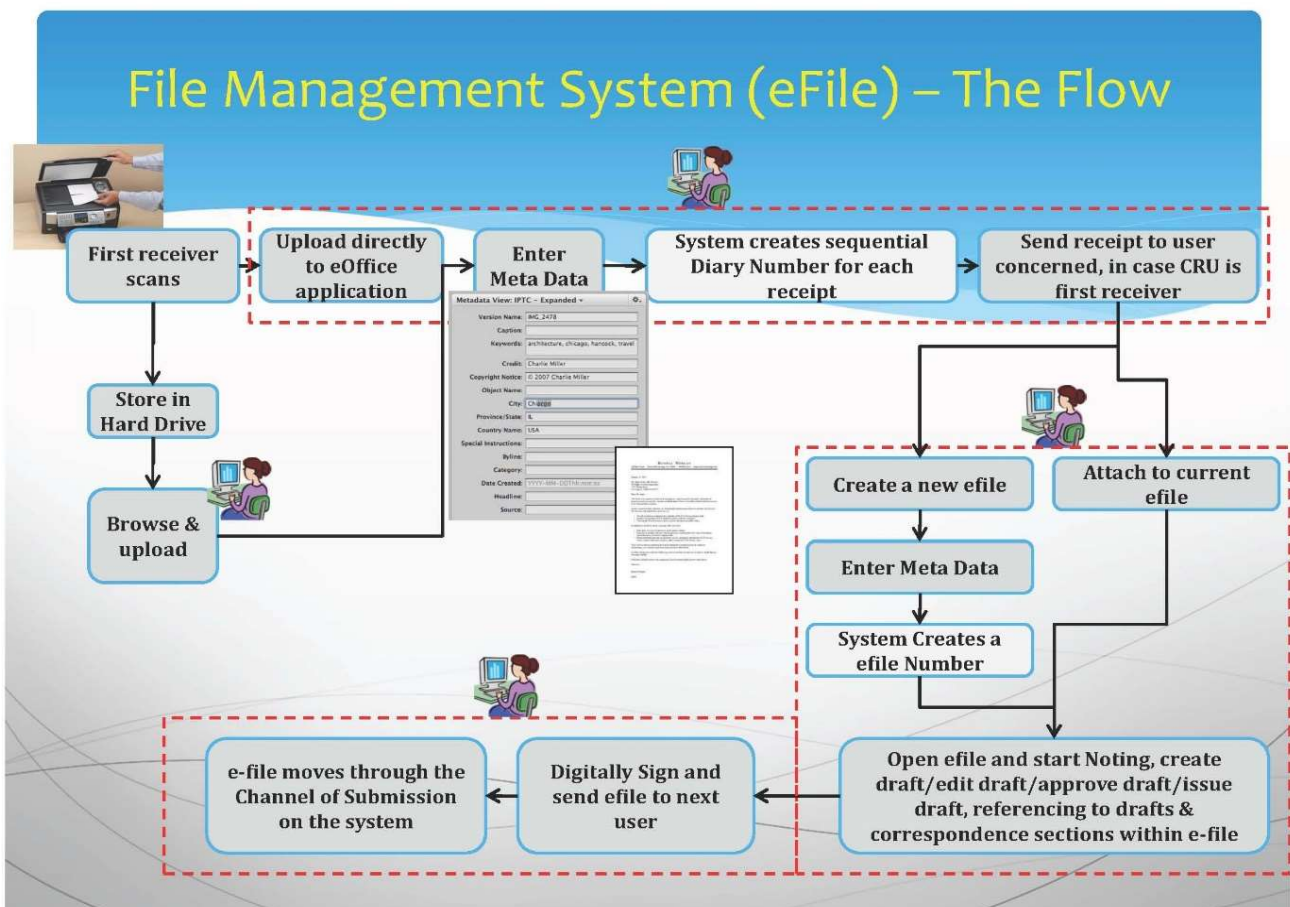 File Management System (eFile) – The Flow
First receiver
scans
Upload directly
to eOffice
application
Enter
Meta Data
System creates sequential
Diary Number for each
receipt
Send receipt to user
concerned, in case CRU is
first receiver
Metadata View: IPTC – Expanded
Version Name: IMG_2478
Caption:
Keywords: architecture, chicago, hancock, travel
Credit: Charlie Miller
Copyright Notice: © 2007 Charlie Miller
Object Name:
City: Chicago
Province/State: IL
Country Name: USA
Special Instructions:
Byline:
Category:
Date Created:
Headline:
Source:
Store in
Hard Drive
Browse &
upload
Create a new efile
Attach to current
efile
Enter Meta Data
System Creates a
efile Number
Open efile and start Noting, create
draft/edit draft/approve draft/issue
draft, referencing to drafts &
correspondence sections within e-file
Digitally Sign and
send efile to next
user
e-file moves through the
Channel of Submission
on the system